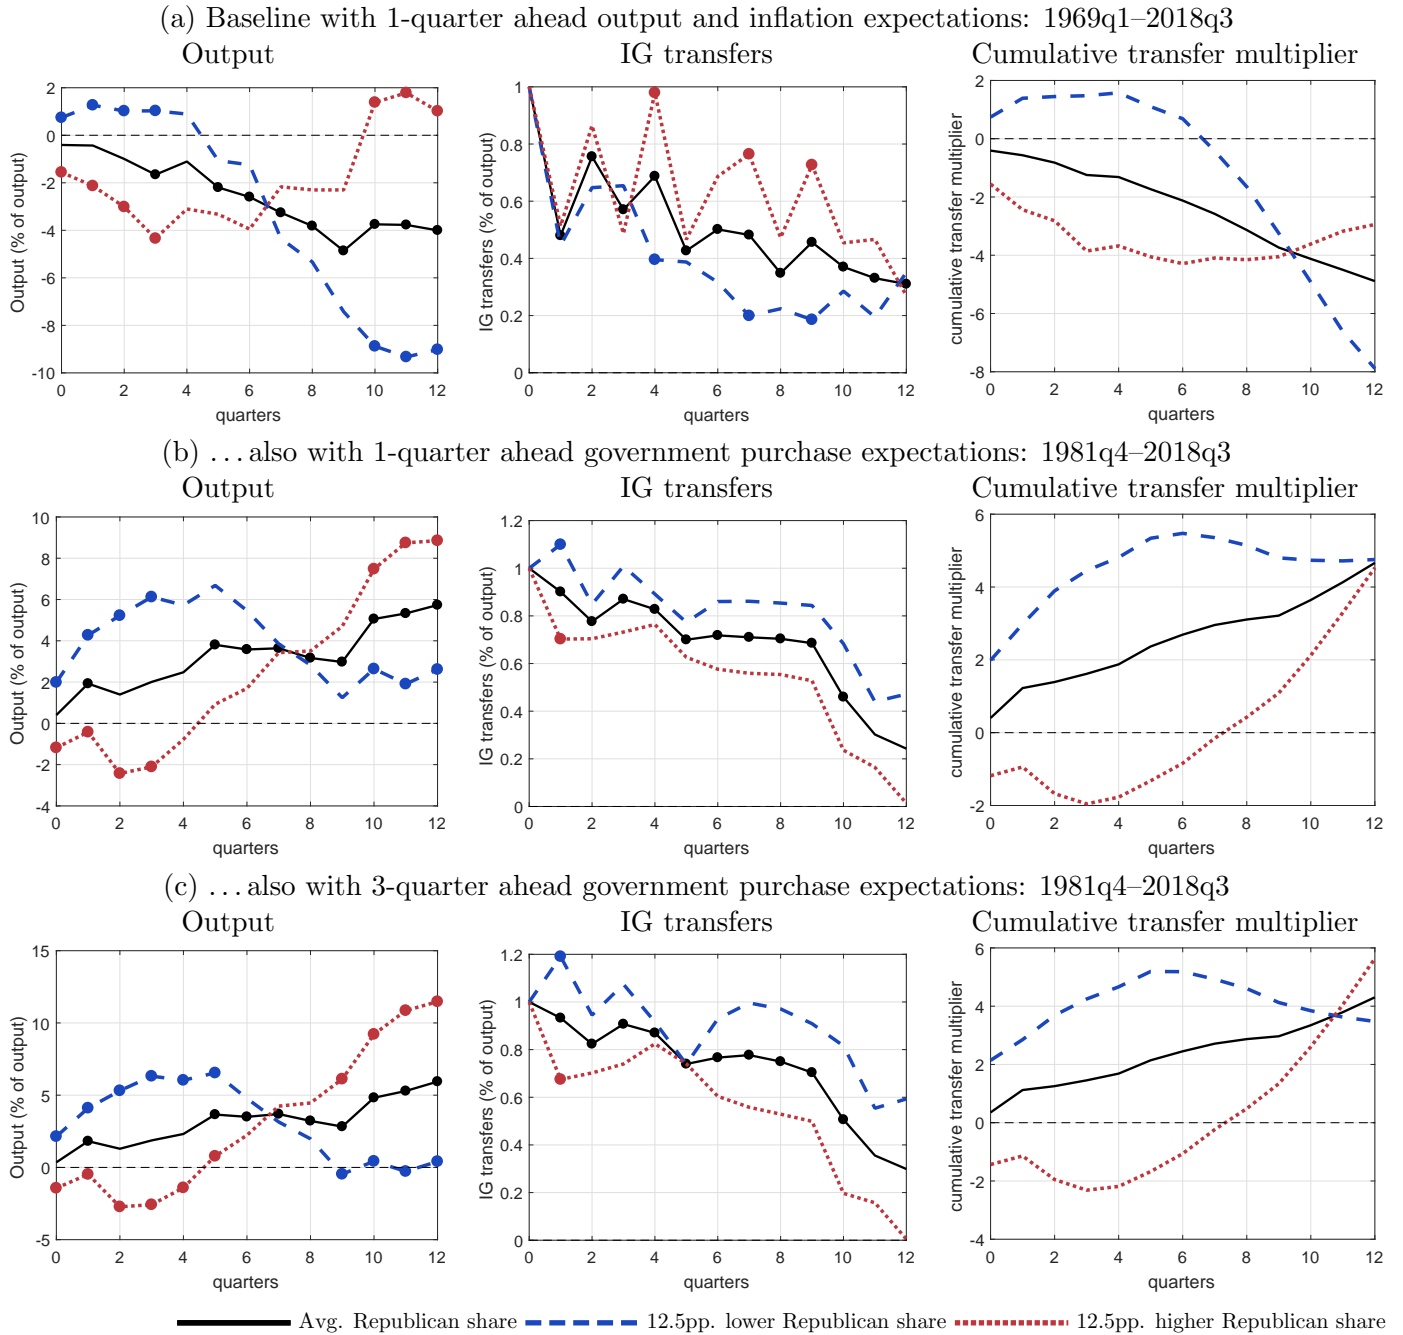 (a) Baseline with 1-quarter ahead output and inflation expectations: 1969q1–2018q3
Output IG transfers Cumulative transfer multiplier
Output (% of output)
2
0
-2
-4
-6
-8
-10
0 2 4 6 8 10 12
quarters
IG transfers (% of output)
1
0.8
0.6
0.4
0.2
0
0 2 4 6 8 10 12
quarters
cumulative transfer multiplier
2
0
-2
-4
-6
-8
0 2 4 6 8 10 12
quarters
(b) ...also with 1-quarter ahead government purchase expectations: 1981q4–2018q3
Output IG transfers Cumulative transfer multiplier
Output (% of output)
10
8
6
4
2
0
-2
-4
0 2 4 6 8 10 12
quarters
IG transfers (% of output)
1.2
1
0.8
0.6
0.4
0.2
0
0 2 4 6 8 10 12
quarters
cumulative transfer multiplier
6
4
2
0
-2
0 2 4 6 8 10 12
quarters
(c) ...also with 3-quarter ahead government purchase expectations: 1981q4–2018q3
Output IG transfers Cumulative transfer multiplier
Output (% of output)
15
10
5
0
-5
0 2 4 6 8 10 12
quarters
IG transfers (% of output)
1.2
1
0.8
0.6
0.4
0.2
0
0 2 4 6 8 10 12
quarters
cumulative transfer multiplier
6
4
2
0
-2
-4
0 2 4 6 8 10 12
quarters
Avg. Republican share 12.5pp. lower Republican share 12.5pp. higher Republican share